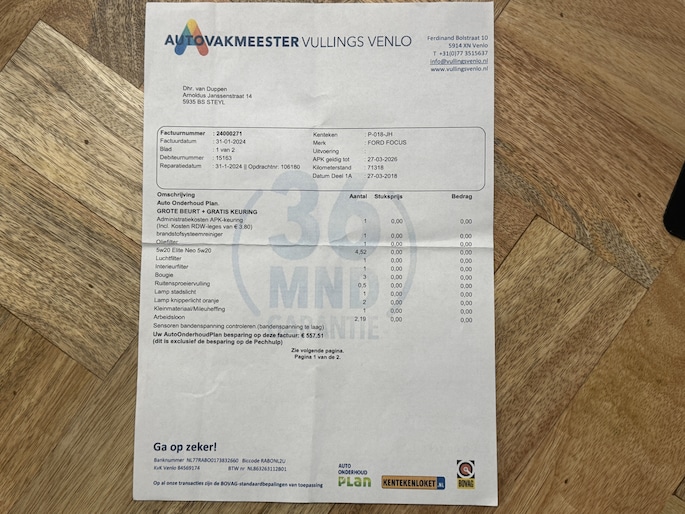 AUTOVAKMEESTER VULLINGS VENLO
Ferdinand Bolstraat 10
5914 XN Venlo
T +31(0)77 3515637
info@vullingsvenlo.nl
www.vullingsvenlo.nl
Dhr. van Duppen
Arnoldus Janssenstraat 14
5935 BS STEYL
Factuurnummer : 24000271
Factuurdatum : 31-01-2024
Blad : 1 van 2
Debiteurnummer : 15163
Reparatiedatum : 31-1-2024 || Opdrachtnr: 106180
Kenteken : P-018-JH
Merk : FORD FOCUS
Uitvoering :
APK geldig tot : 27-03-2026
Kilometerstand : 71318
Datum Deel 1A : 27-03-2018
Omschrijving Aantal Stuksprijs Bedrag
Auto Onderhoud Plan.
GROTE BEURT + GRATIS KEURING
Administratiekosten APK-keuring 1 0,00 0,00
(Incl. Kosten RDW-leges van € 3,80)
brandstofsysteemreiniger 1 0,00 0,00
Oliefilter 1 0,00 0,00
5w20 Elite Neo 5w20 4,52 0,00 0,00
Luchtfilter 1 0,00 0,00
Interieurfilter 1 0,00 0,00
Bougie 3 0,00 0,00
Ruitensproeiervulling 0,5 0,00 0,00
Lamp stadslicht 1 0,00 0,00
Lamp knipperlicht oranje 2 0,00 0,00
Kleinmateriaal/Mileuheffing 1 0,00 0,00
Arbeidsloon 2,19 0,00 0,00
Sensoren bandenspanning controleren (bandenspanning te laag)
Uw AutoOnderhoudPlan besparing op deze factuur: € 557,51
(dit is exclusief de besparing op de Pechhulp)
Zie volgende pagina.
Pagina 1 van de 2.
36
MND
GARANTIE
Ga op zeker!
Banknummer NL77RABO0173832660 Biccode RABONL2U
KvK Venlo 84569174 BTW nr NL863263112B01
Op al onze transacties zijn de BOVAG-standaardbepalingen van toepassing
AUTO
ONDERHOUD
PLAN
KENTEKENLOKET.NL
BOVAG